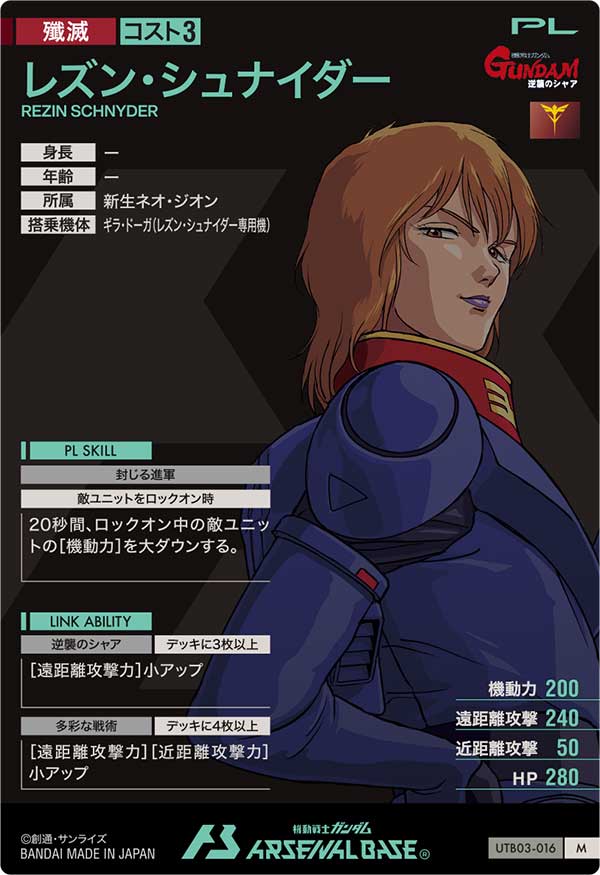 殲滅 コスト3 PL
レズン・シュナイダー
REZIN SCHNYDER
機動戦士ガンダム
GUNDAM
逆襲のシャア
身長 ー
年齢 ー
所属 新生ネオ・ジオン
搭乗機体 ギラ・ドーガ(レズン・シュナイダー専用機)
PL SKILL
封じる進軍
敵ユニットをロックオン時
20秒間、ロックオン中の敵ユニッ
トの[機動力]を大ダウンする。
LINK ABILITY
逆襲のシャア デッキに3枚以上
[遠距離攻撃力]小アップ
多彩な戦術 デッキに4枚以上
[遠距離攻撃力][近距離攻撃力]
小アップ
機動力 200
遠距離攻撃 240
近距離攻撃 50
HP 280
©創通・サンライズ
BANDAI MADE IN JAPAN
AB
機動戦士ガンダム
ARSENAL BASE®
UTB03-016 M